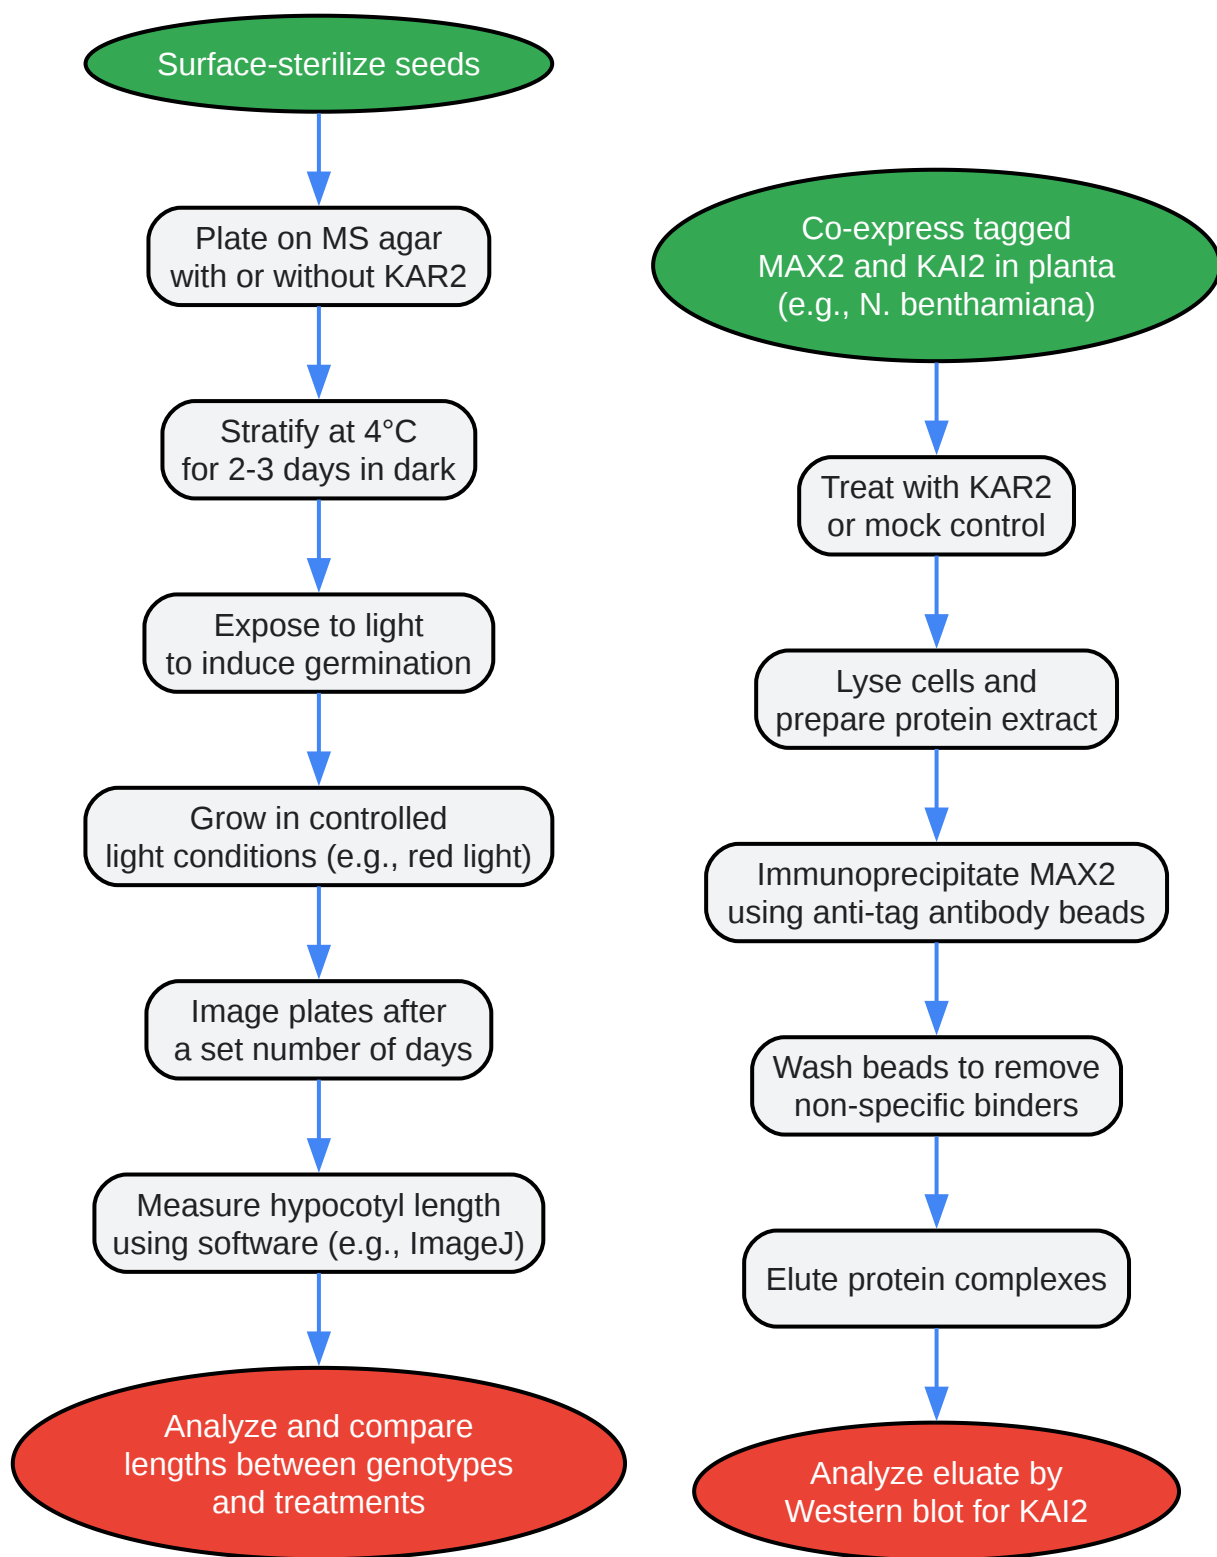 Surface-sterilize seeds
Plate on MS agar
with or without KAR2
Stratify at 4°C
for 2-3 days in dark
Expose to light
to induce germination
Grow in controlled
light conditions (e.g., red light)
Image plates after
a set number of days
Measure hypocotyl length
using software (e.g., ImageJ)
Analyze and compare
lengths between genotypes
and treatments
Co-express tagged
MAX2 and KAI2 in planta
(e.g., N. benthamiana)
Treat with KAR2
or mock control
Lyse cells and
prepare protein extract
Immunoprecipitate MAX2
using anti-tag antibody beads
Wash beads to remove
non-specific binders
Elute protein complexes
Analyze eluate by
Western blot for KAI2